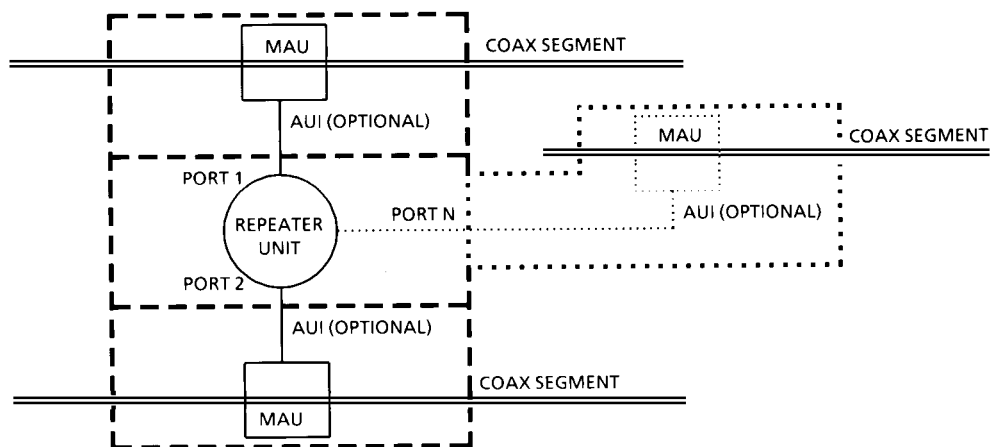 MAU
COAX SEGMENT
AUI (OPTIONAL)
MAU
COAX SEGMENT
PORT 1
REPEATER
UNIT
PORT N
AUI (OPTIONAL)
PORT 2
AUI (OPTIONAL)
COAX SEGMENT
MAU